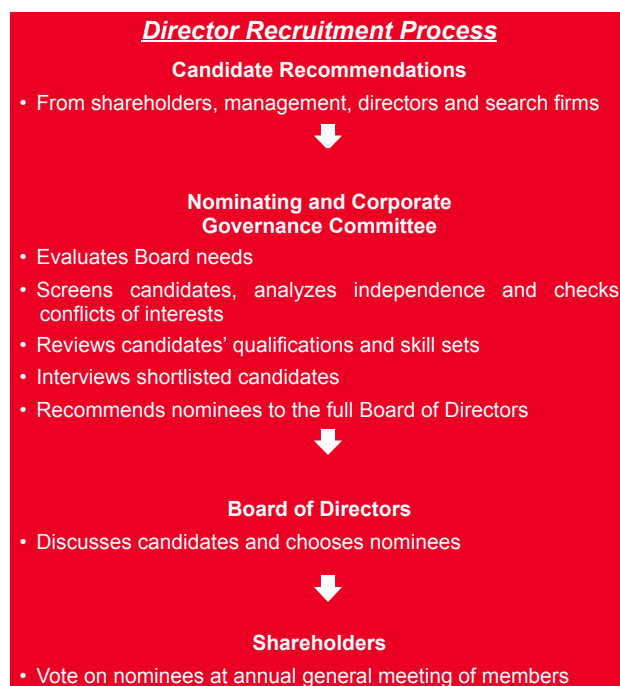 Director Recruitment Process
Candidate Recommendations
• From shareholders, management, directors and search firms
Nominating and Corporate
Governance Committee
• Evaluates Board needs
• Screens candidates, analyzes independence and checks
conflicts of interests
• Reviews candidates’ qualifications and skill sets
• Interviews shortlisted candidates
• Recommends nominees to the full Board of Directors
Board of Directors
• Discusses candidates and chooses nominees
Shareholders
• Vote on nominees at annual general meeting of members